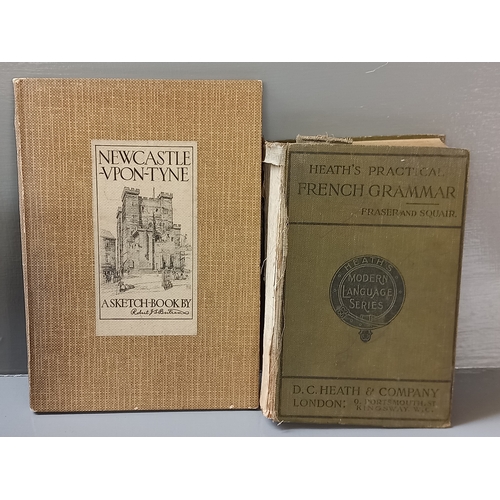 NEWCASTLE
-VPON-TYNE
A·SKETCH·BOOK·BY
HEATH'S PRACTICAL
FRENCH GRAMMAR
FRASER AND SQUAIR.
HEATH'S
MODERN
LANGUAGE
SERIES
D. C. HEATH & COMPANY
LONDON:
KINGSWAY, W.C.